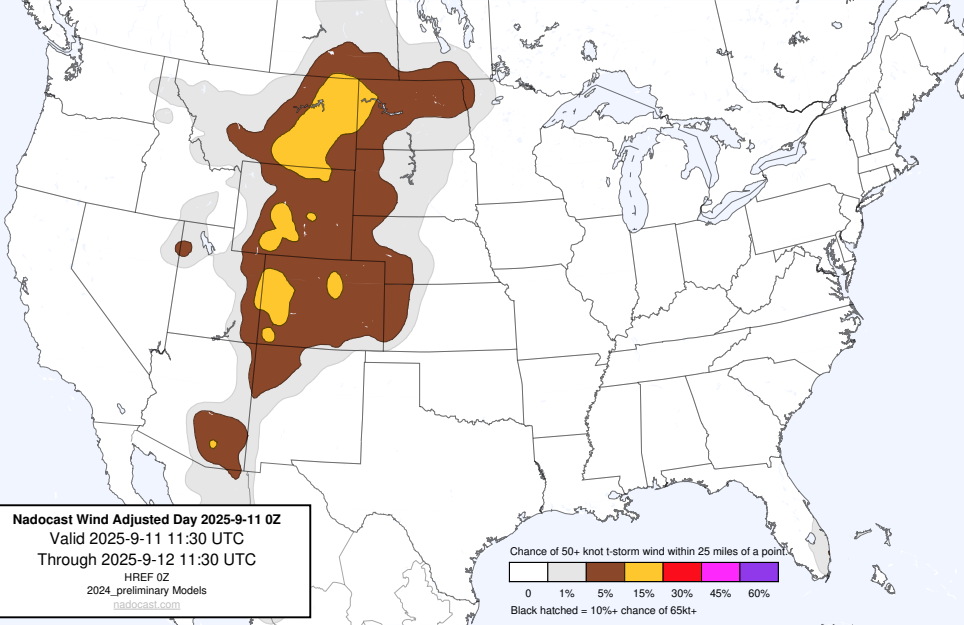 Nadocast Wind Adjusted Day 2025-9-11 0Z
Valid 2025-9-11 11:30 UTC
Through 2025-9-12 11:30 UTC
HREF 0Z
2024_preliminary Models
nadocast.com
Chance of 50+ knot t-storm wind within 25 miles of a point.
0 1% 5% 15% 30% 45% 60%
Black hatched = 10%+ chance of 65kt+